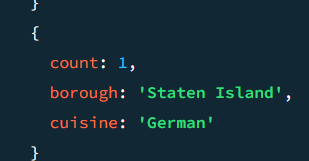 }
{
count: 1,
borough: 'Staten Island',
cuisine: 'German'
}